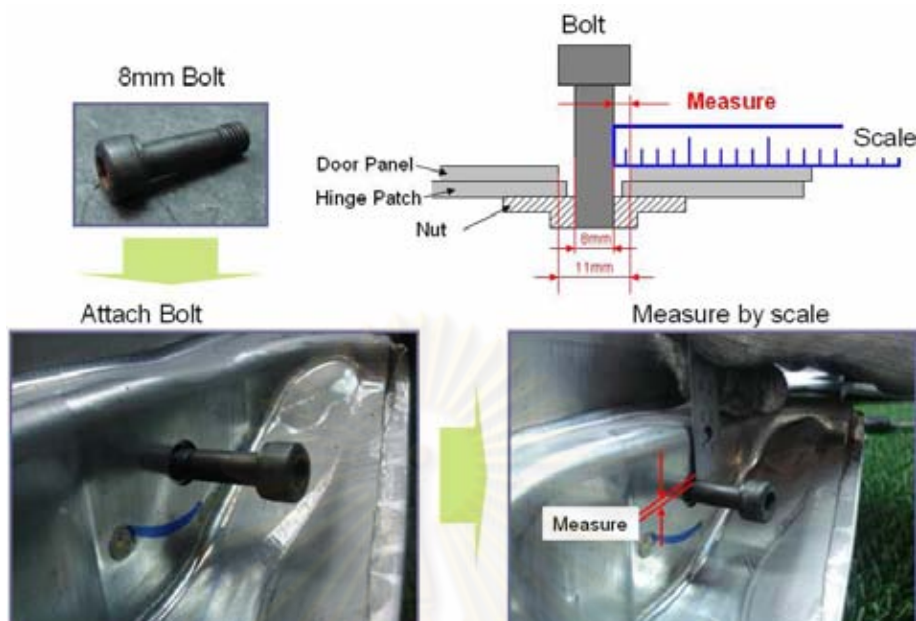 8mm Bolt
Bolt
Measure
Scale
Door Panel
Hinge Patch
Nut
8mm
11mm
Attach Bolt
Measure by scale
Measure